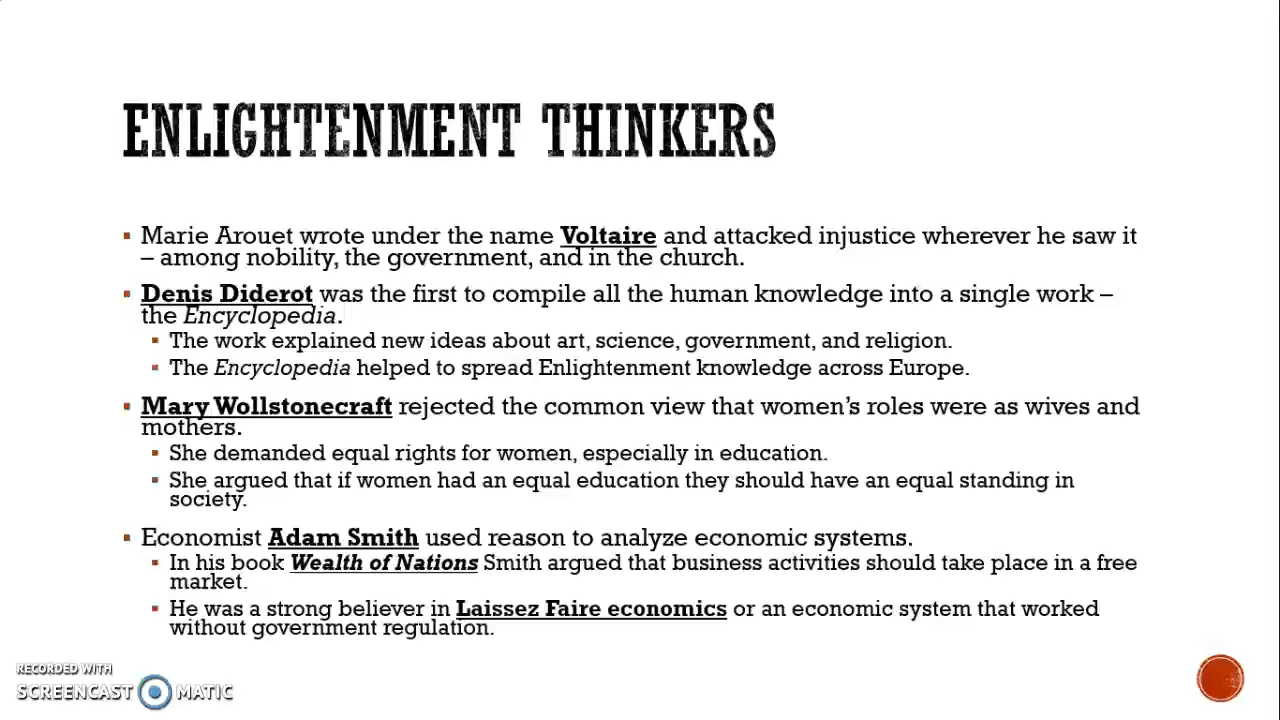 ENLIGHTENMENT THINKERS
▪ Marie Arouet wrote under the name Voltaire and attacked injustice wherever he saw it
– among nobility, the government, and in the church.
▪ Denis Diderot was the first to compile all the human knowledge into a single work –
the Encyclopedia.
▪ The work explained new ideas about art, science, government, and religion.
▪ The Encyclopedia helped to spread Enlightenment knowledge across Europe.
▪ Mary Wollstonecraft rejected the common view that women’s roles were as wives and
mothers.
▪ She demanded equal rights for women, especially in education.
▪ She argued that if women had an equal education they should have an equal standing in
society.
▪ Economist Adam Smith used reason to analyze economic systems.
▪ In his book Wealth of Nations Smith argued that business activities should take place in a free
market.
▪ He was a strong believer in Laissez Faire economics or an economic system that worked
without government regulation.
RECORDED WITH
SCREENCAST MATIC